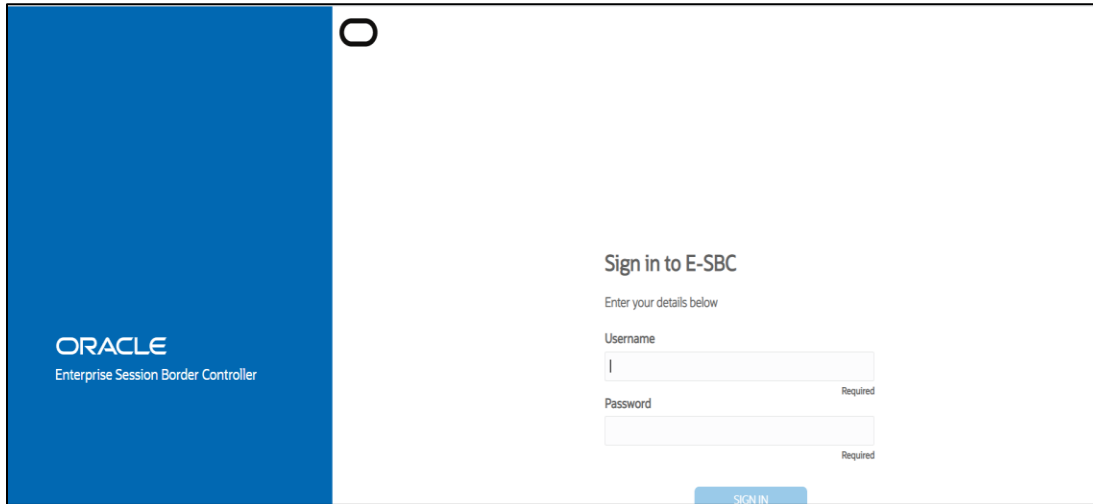 ORACLE
Enterprise Session Border Controller
Sign in to E-SBC
Enter your details below
Username
Required
Password
Required
SIGN IN